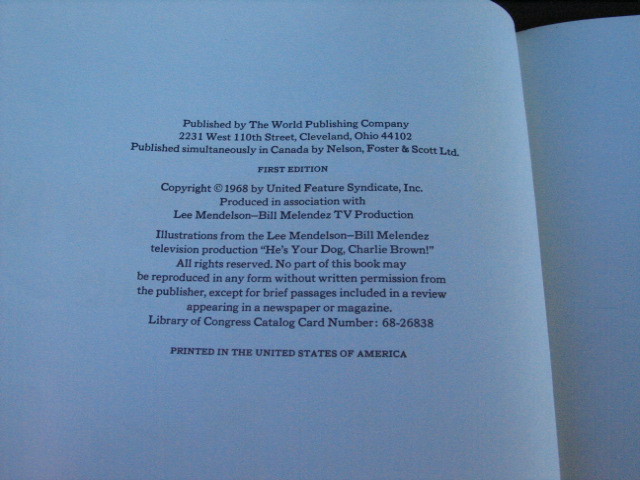 Published by The World Publishing Company
2231 West 110th Street, Cleveland, Ohio 44102
Published simultaneously in Canada by Nelson, Foster & Scott Ltd.
FIRST EDITION
Copyright © 1968 by United Feature Syndicate, Inc.
Produced in association with
Lee Mendelson—Bill Melendez TV Production
Illustrations from the Lee Mendelson—Bill Melendez
television production "He's Your Dog, Charlie Brown!"
All rights reserved. No part of this book may
be reproduced in any form without written permission from
the publisher, except for brief passages included in a review
appearing in a newspaper or magazine.
Library of Congress Catalog Card Number: 68-26838
PRINTED IN THE UNITED STATES OF AMERICA